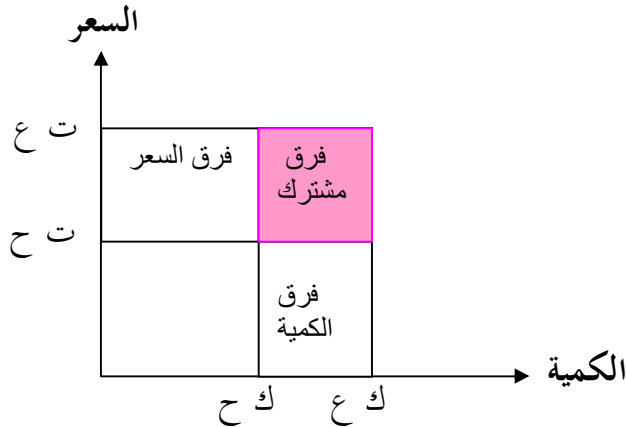 السعر
ت ع
فرق السعر
فرق
مشترك
ت ح
فرق
الكمية
الكمية
ك ح
ك ع